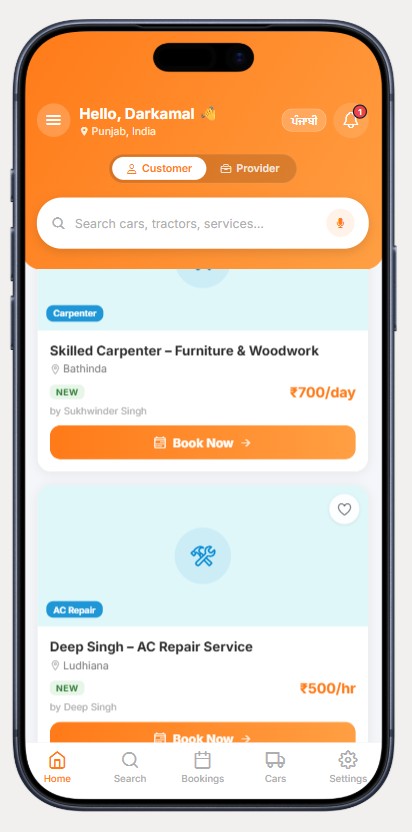 Hello, Darkamal 👋
Punjab, India
ਪੰਜਾਬੀ
1
Customer
Provider
Search cars, tractors, services...
Carpenter
Skilled Carpenter – Furniture & Woodwork
Bathinda
NEW
₹700/day
by Sukhwinder Singh
Book Now →
AC Repair
Deep Singh – AC Repair Service
Ludhiana
NEW
₹500/hr
by Deep Singh
Book Now →
Home
Search
Bookings
Cars
Settings